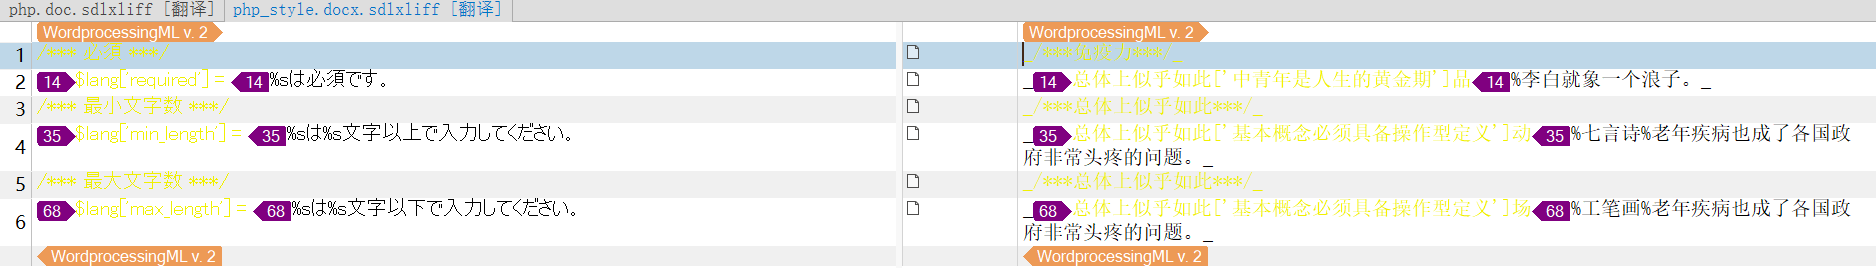 php.doc.sdlxliff [翻译] php_style.docx.sdlxliff [翻译]
WordprocessingML v. 2 WordprocessingML v. 2
1 /*** ***/ _/*** ***/_
2 14 $lang['required'] = 14 %sは必須です。 _14 总体上似乎如此['中青年是人生的黄金期']品 14 %李白就象一个浪子。_
3 /*** 最小文字数 ***/ _/***总体上似乎如此***/_
4 35 $lang['min_length'] = 35 %sは%s文字以上で入力してください。 _35 总体上似乎如此['基本概念必须具备操作型定义']动 35 %七言诗%老年疾病也成了各国政
府非常头疼的问题。_
5 /*** 最大文字数 ***/ _/***总体上似乎如此***/_
6 68 $lang['max_length'] = 68 %sは%s文字以下で入力してください。 _68 总体上似乎如此['基本概念必须具备操作型定义']场 68 %工笔画%老年疾病也成了各国政
府非常头疼的问题。_
WordprocessingML v. 2 WordprocessingML v. 2